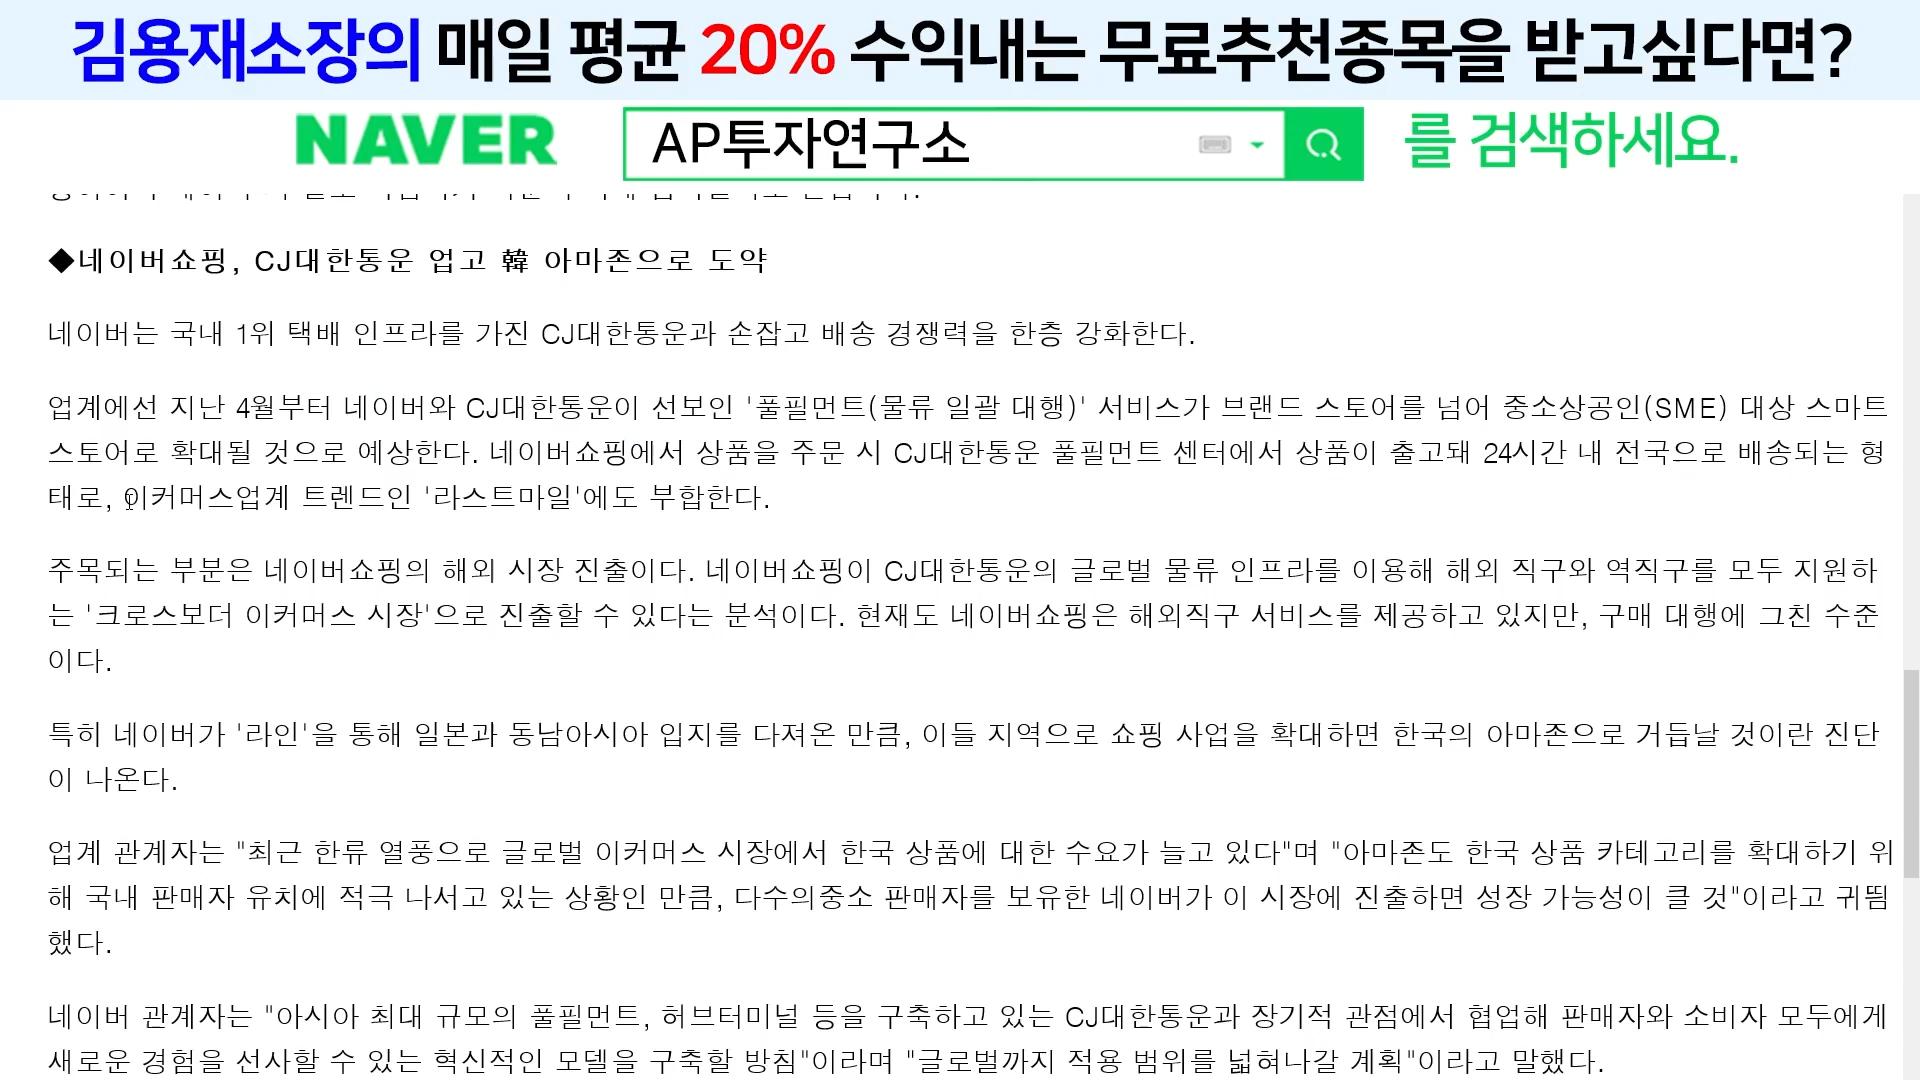 김용재소장의 매일 평균 20% 수익내는 무료추천종목을 받고싶다면?
NAVER AP투자연구소 를 검색하세요.
◆네이버쇼핑, CJ대한통운 업고 韓 아마존으로 도약
네이버는 국내 1위 택배 인프라를 가진 CJ대한통운과 손잡고 배송 경쟁력을 한층 강화한다.
업계에선 지난 4월부터 네이버와 CJ대한통운이 선보인 '풀필먼트(물류 일괄 대행)' 서비스가 브랜드 스토어를 넘어 중소상공인(SME) 대상 스마트
스토어로 확대될 것으로 예상한다. 네이버쇼핑에서 상품을 주문 시 CJ대한통운 풀필먼트 센터에서 상품이 출고돼 24시간 내 전국으로 배송되는 형
태로, 이커머스업계 트렌드인 '라스트마일'에도 부합한다.
주목되는 부분은 네이버쇼핑의 해외 시장 진출이다. 네이버쇼핑이 CJ대한통운의 글로벌 물류 인프라를 이용해 해외 직구와 역직구를 모두 지원하
는 '크로스보더 이커머스 시장'으로 진출할 수 있다는 분석이다. 현재도 네이버쇼핑은 해외직구 서비스를 제공하고 있지만, 구매 대행에 그친 수준
이다.
특히 네이버가 '라인'을 통해 일본과 동남아시아 입지를 다져온 만큼, 이들 지역으로 쇼핑 사업을 확대하면 한국의 아마존으로 거듭날 것이란 진단
이 나온다.
업계 관계자는 "최근 한류 열풍으로 글로벌 이커머스 시장에서 한국 상품에 대한 수요가 늘고 있다"며 "아마존도 한국 상품 카테고리를 확대하기 위
해 국내 판매자 유치에 적극 나서고 있는 상황인 만큼, 다수의중소 판매자를 보유한 네이버가 이 시장에 진출하면 성장 가능성이 클 것"이라고 귀띔
했다.
네이버 관계자는 "아시아 최대 규모의 풀필먼트, 허브터미널 등을 구축하고 있는 CJ대한통운과 장기적 관점에서 협업해 판매자와 소비자 모두에게
새로운 경험을 선사할 수 있는 혁신적인 모델을 구축할 방침"이라며 "글로벌까지 적용 범위를 넓혀나갈 계획"이라고 말했다.